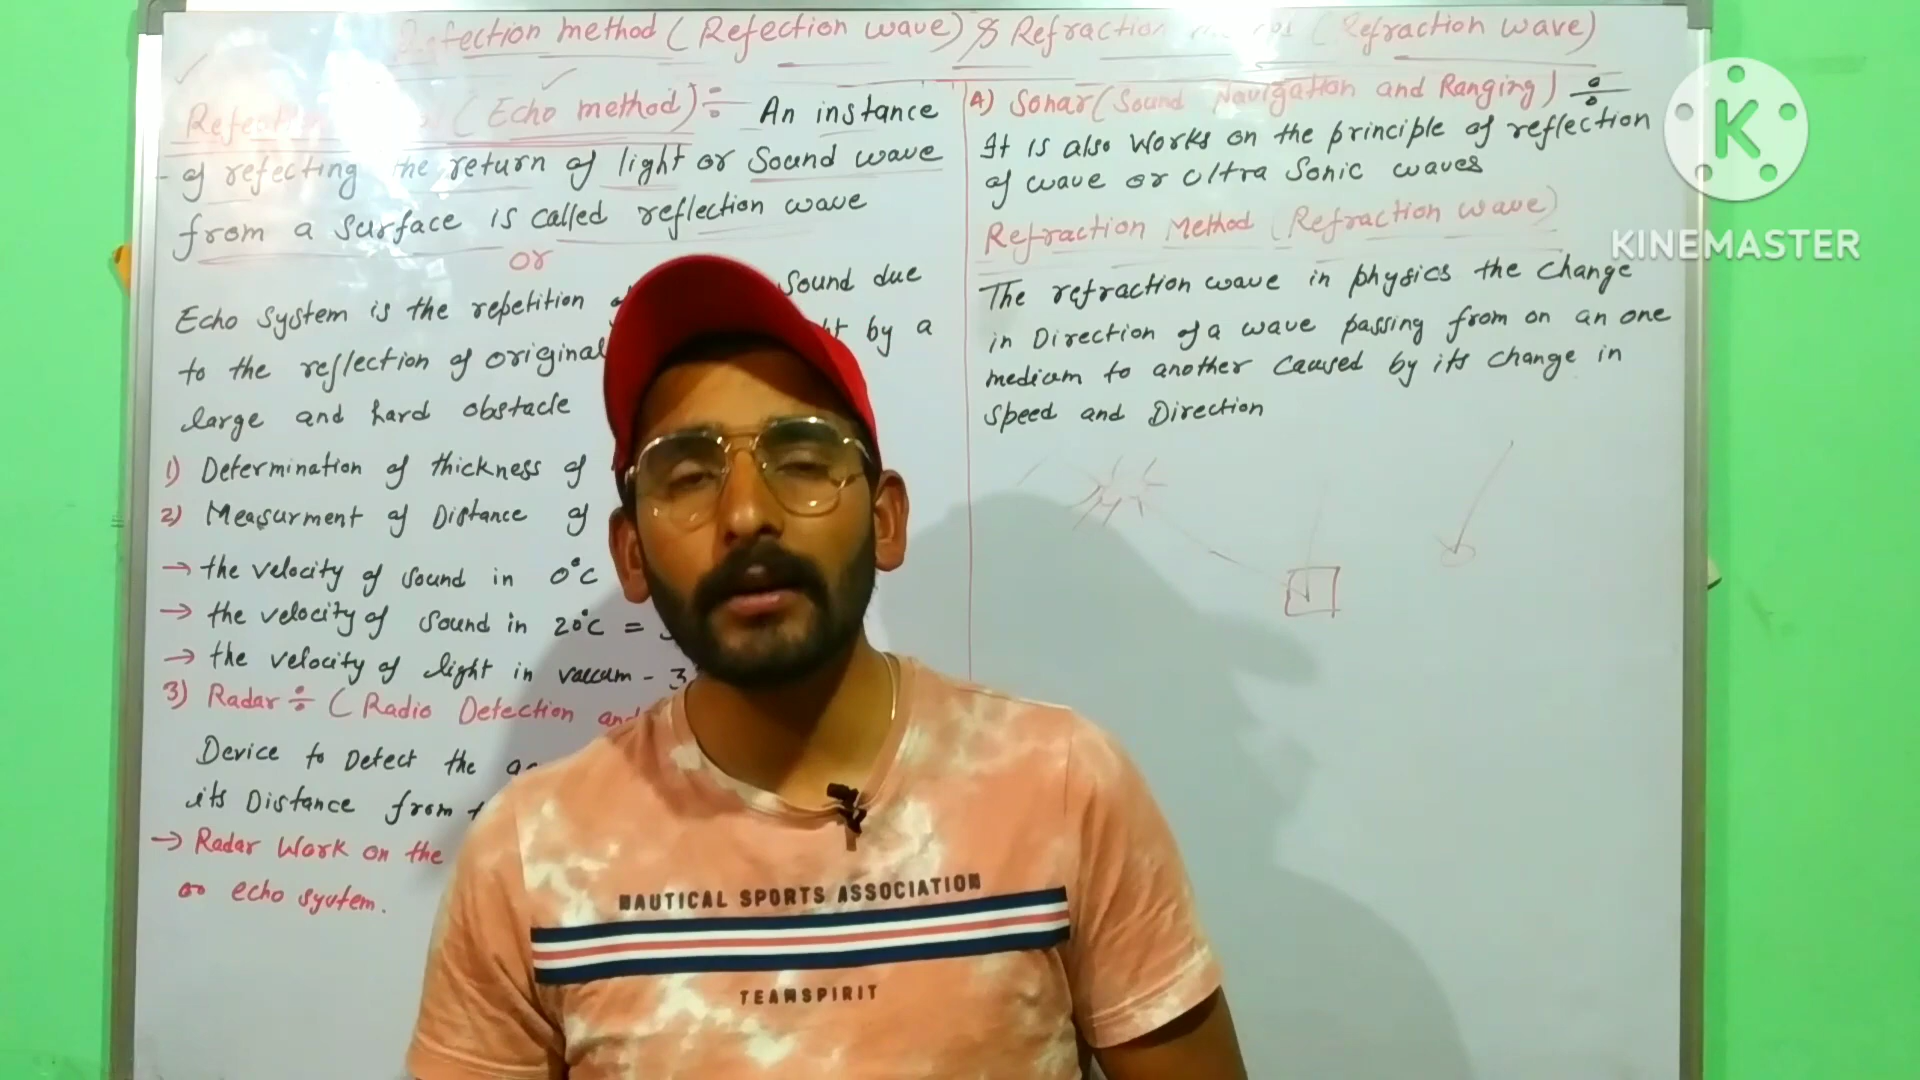 Refection method (Refection wave) & Refraction (Refraction wave)
(Echo method) ÷ An instance
of refecting the return of light or Sound wave
from a surface is called reflection wave
or
Echo system is the repetition Sound due
to the reflection of original by a
large and hard obstacle
1) Determination of thickness of
2) Measurment of Distance of
→ the velocity of sound in 0°C
→ the velocity of sound in 20°C =
→ the velocity of light in vaccum - 3
3) Radar ÷ (Radio Detection and
Device to Detect the
its Distance from
→ Radar Work on the
or echo system.
4) Sonar (Sound Navigation and Ranging) ÷
It is also works on the principle of reflection
of wave or ultra Sonic waves
Refraction Method (Refraction wave)
The refraction wave in physics the change
in Direction of a wave passing from on an one
medium to another caused by its change in
speed and Direction
K
KINEMASTER
NAUTICAL SPORTS ASSOCIATION
TEAMSPIRIT